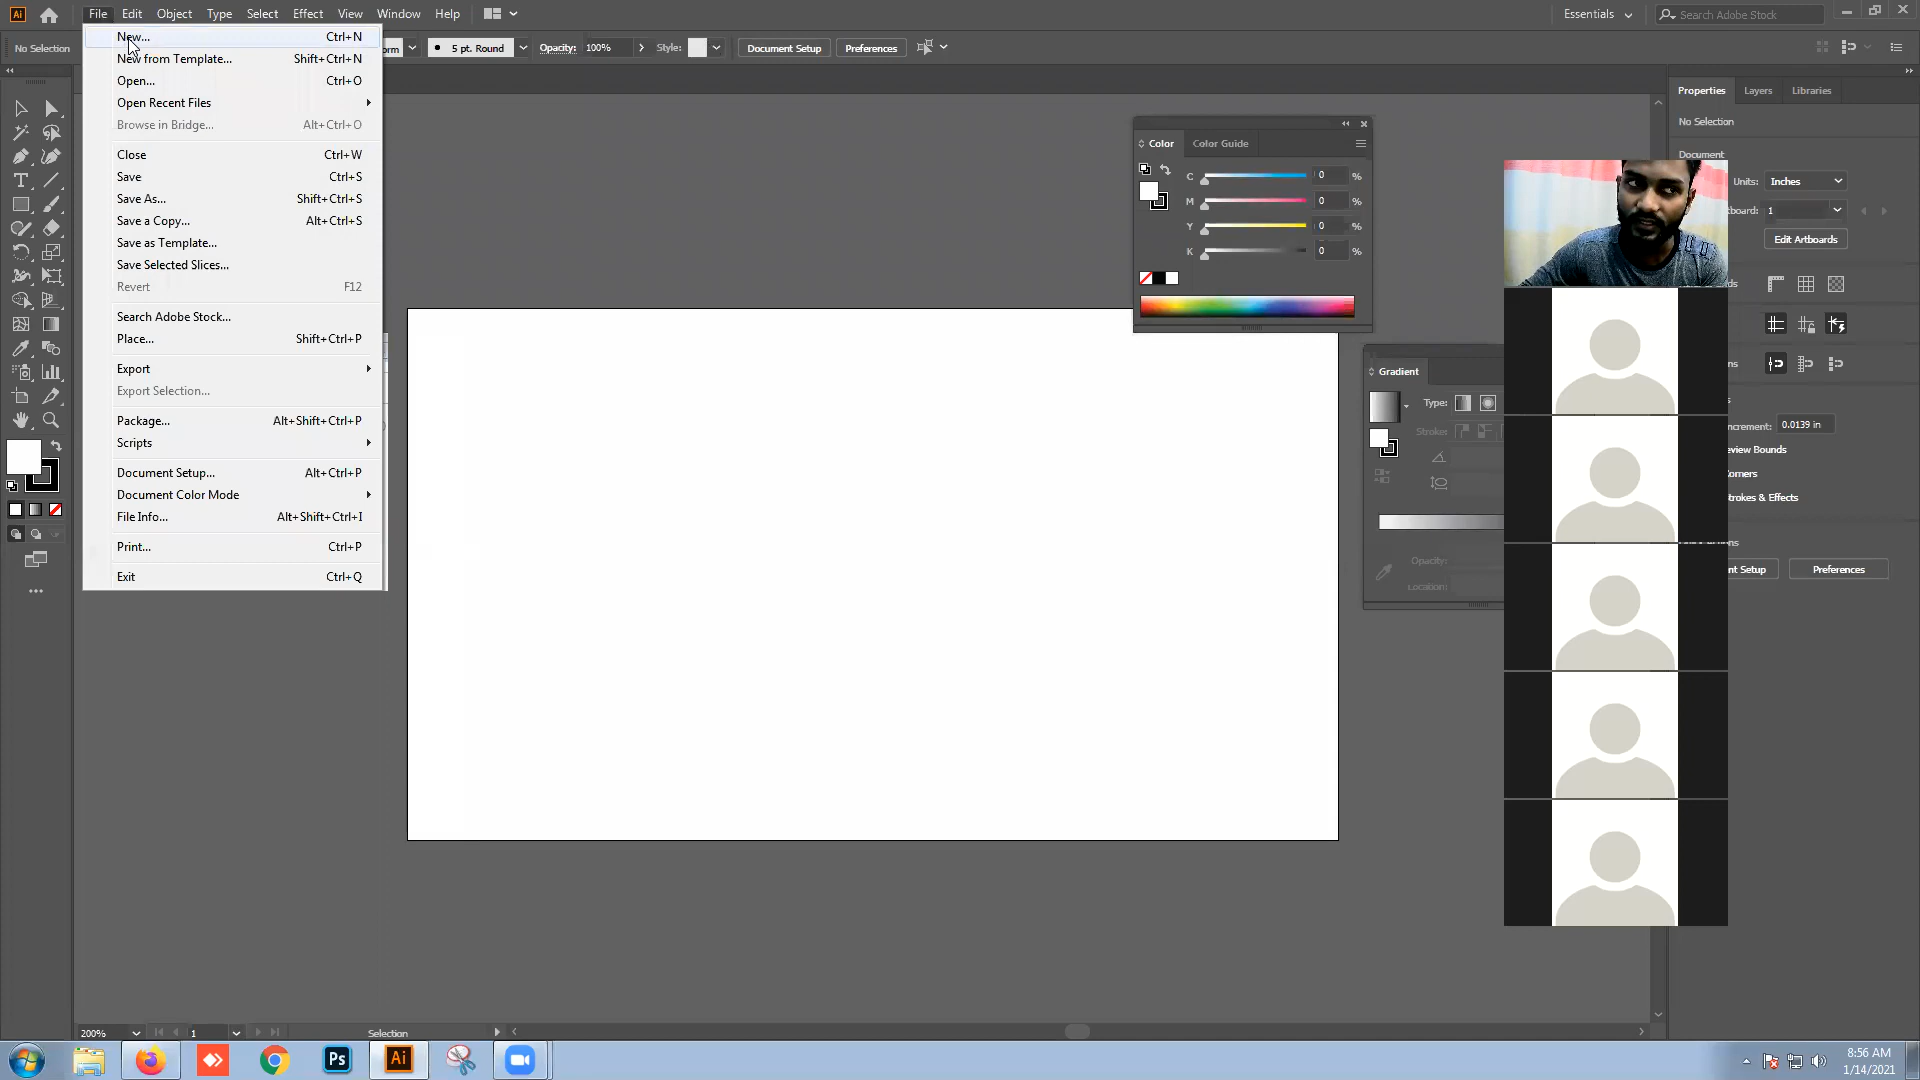 Ai File Edit Object Type Select Effect View Window Help Essentials Search Adobe Stock
No Selection 5 pt. Round Opacity: 100% Style: Document Setup Preferences
New... Ctrl+N
New from Template... Shift+Ctrl+N
Open... Ctrl+O
Open Recent Files
Browse in Bridge... Alt+Ctrl+O
Close Ctrl+W
Save Ctrl+S
Save As... Shift+Ctrl+S
Save a Copy... Alt+Ctrl+S
Save as Template...
Save Selected Slices...
Revert F12
Search Adobe Stock...
Place... Shift+Ctrl+P
Export
Export Selection...
Package... Alt+Shift+Ctrl+P
Scripts
Document Setup... Alt+Ctrl+P
Document Color Mode
File Info... Alt+Shift+Ctrl+I
Print... Ctrl+P
Exit Ctrl+Q
Color Color Guide
C 0 %
M 0 %
Y 0 %
K 0 %
Gradient
Type:
Stroke:
Opacity:
Location:
Properties Layers Libraries
No Selection
Document
Units: Inches
board: 1
Edit Artboards
crement: 0.0139 in
eview Bounds
Corners
trokes & Effects
nt Setup Preferences
200% 1 Selection
Ps Ai
8:56 AM
1/14/2021